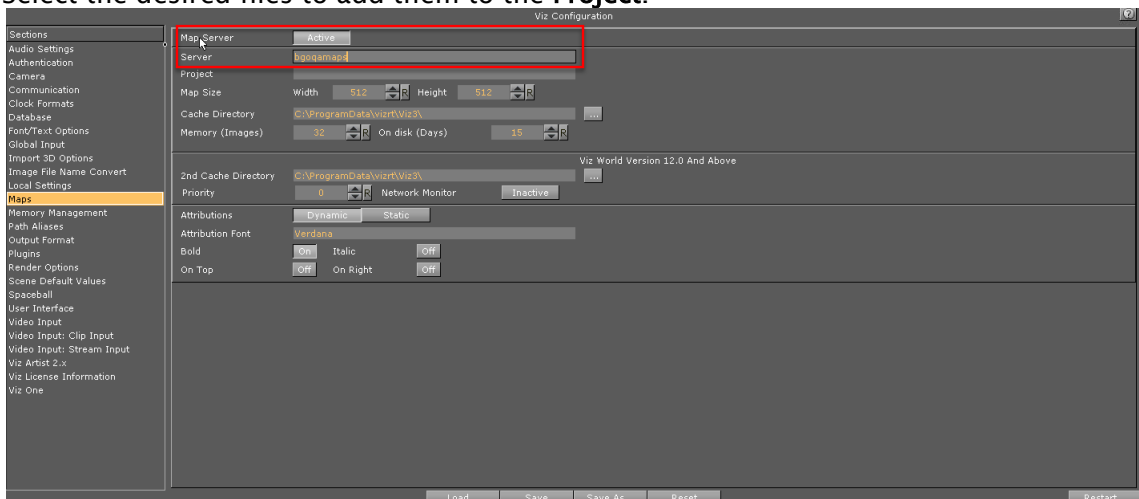 Select the desired files to add them to the Project.
Viz Configuration
Sections
Audio Settings
Authentication
Camera
Communication
Clock Formats
Database
Font/Text Options
Global Input
Import 3D Options
Image File Name Convert
Local Settings
Maps
Memory Management
Path Aliases
Output Format
Plugins
Render Options
Scene Default Values
Spaceball
User Interface
Video Input
Video Input: Clip Input
Video Input: Stream Input
Viz Artist 2.x
Viz License Information
Viz One
Map Server Active
Server bgoqamaps
Project
Map Size Width 512 R Height 512 R
Cache Directory C:\ProgramData\vizrt\Viz3\ ...
Memory (Images) 32 R On disk (Days) 15 R
Viz World Version 12.0 And Above
2nd Cache Directory C:\ProgramData\vizrt\Viz3\ ...
Priority 0 R Network Monitor Inactive
Attributions Dynamic Static
Attribution Font Verdana
Bold On Italic Off
On Top Off On Right Off
Load Save Save As Reset Restart